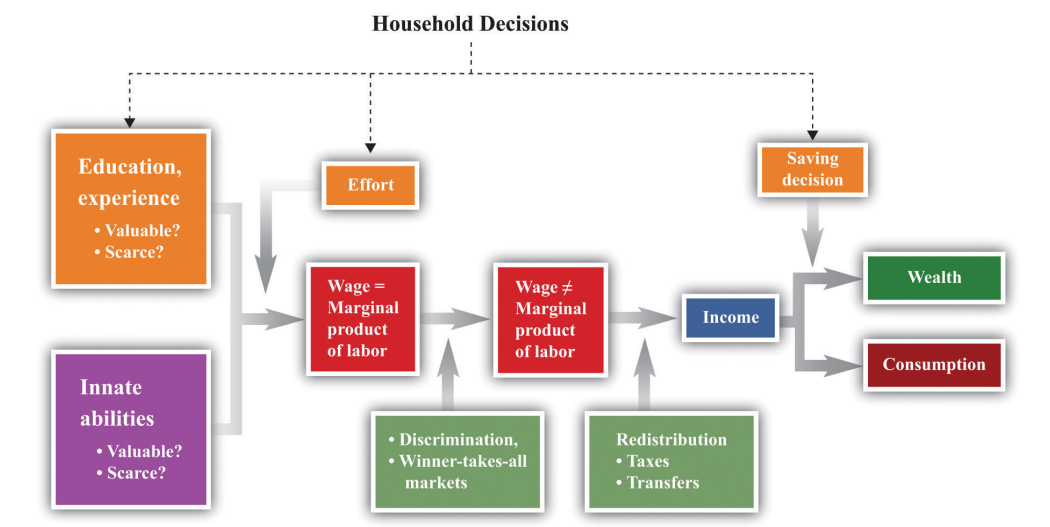 Household Decisions
Education,
experience
• Valuable?
• Scarce?
Effort
Saving
decision
Wage =
Marginal
product
of labor
Wage ≠
Marginal
product
of labor
Income
Wealth
Consumption
Innate
abilities
• Valuable?
• Scarce?
• Discrimination,
• Winner-takes-all
markets
Redistribution
• Taxes
• Transfers